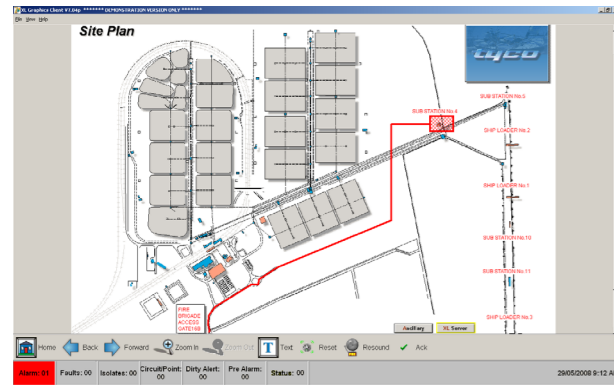 XL Graphics Client V1.04p ******* DEMONSTRATION VERSION ONLY *******
File View Help
Site Plan
tyco
SUB STATION No.5
SUB STATION No.4
SHIP LOADER No.2
SHIP LOADER No.1
SUB STATION No.10
SUB STATION No.11
SHIP LOADER No.3
FIRE
BRIGADE
ACCESS
GATE16B
Auxiliary XL Server
Home Back Forward Zoom In Zoom Out Text Reset Resound Ack
Alarm: 01 Faults: 00 Isolates: 00 Circuit/Point: 00 Dirty Alert: 00 Pre Alarm: 00 Status: 00 29/05/2008 9:12 A